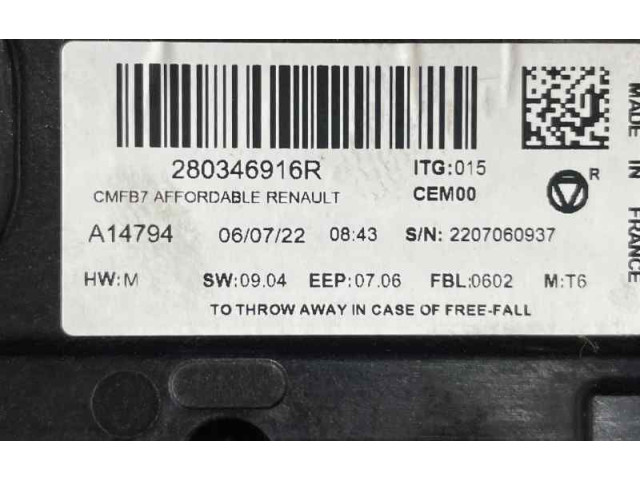 280346916R ITG:015
CMFB7 AFFORDABLE RENAULT CEM00
R
A14794 06/07/22 08:43 S/N: 2207060937
HW:M SW:09.04 EEP:07.06 FBL:0602 M:T6
TO THROW AWAY IN CASE OF FREE-FALL
MADE IN FRANCE